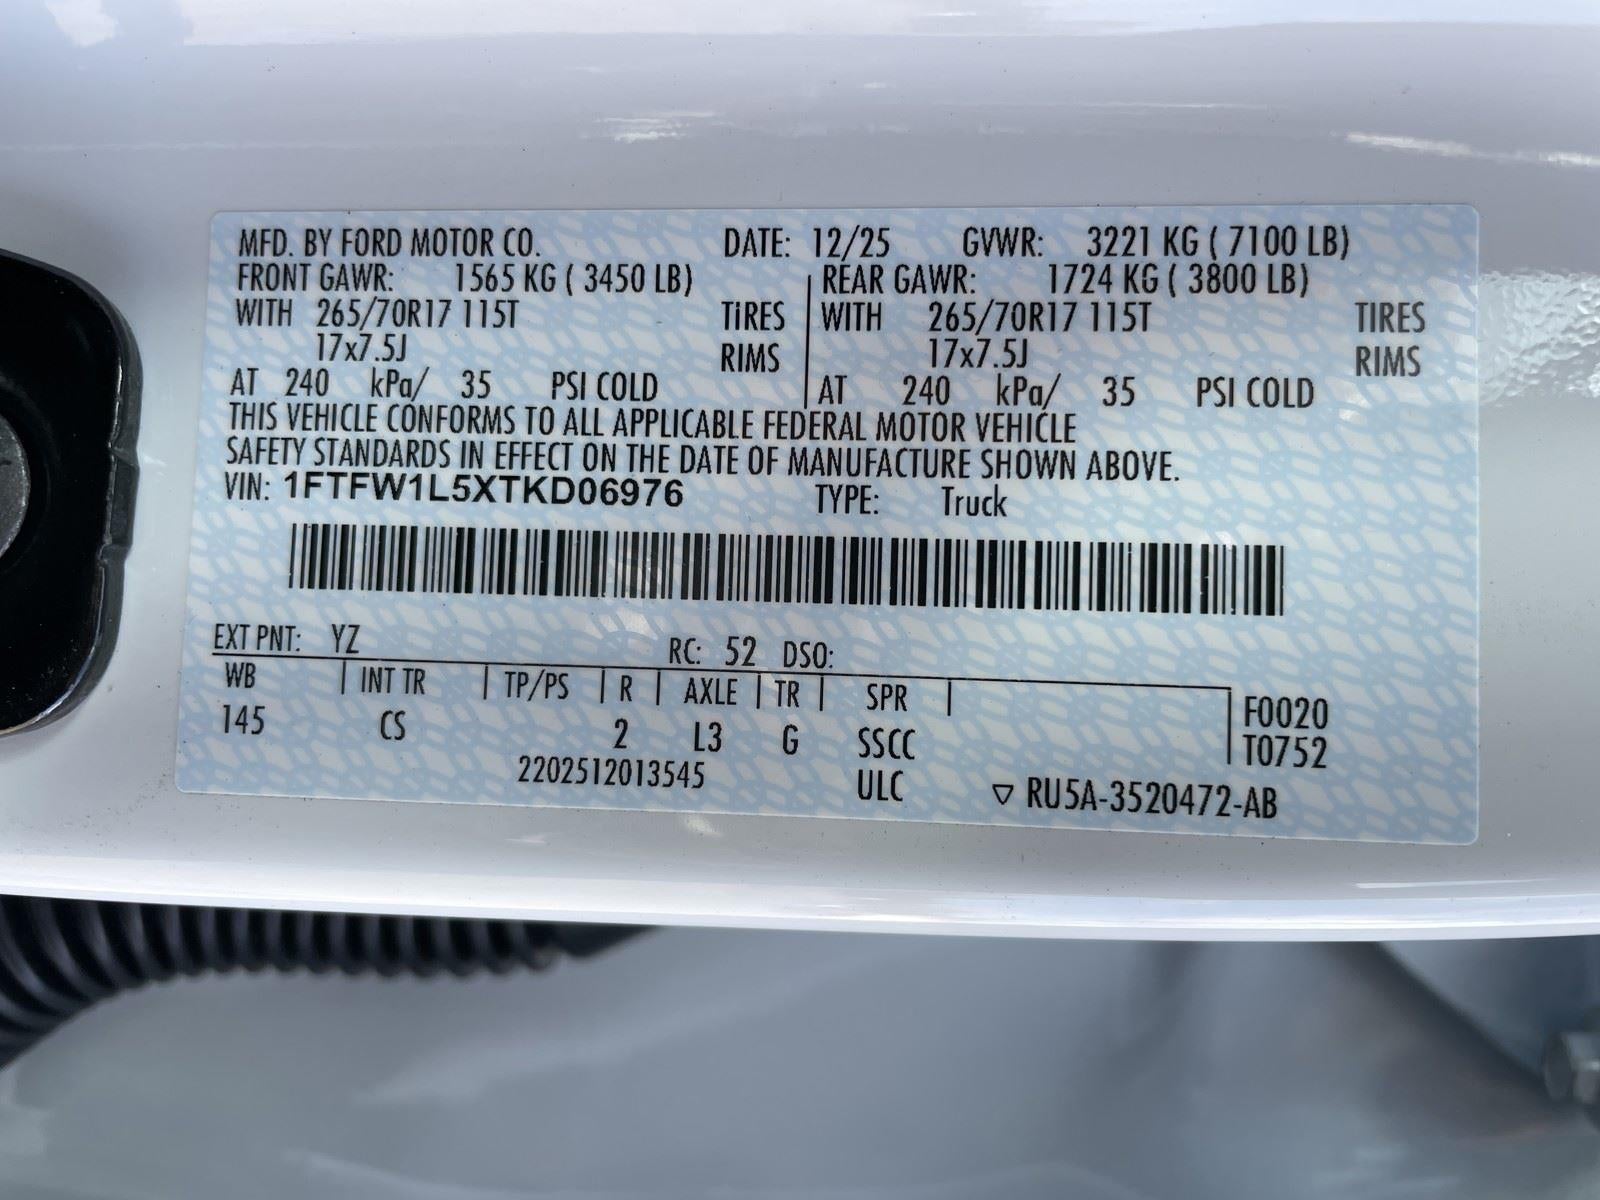 MFD. BY FORD MOTOR CO. DATE: 12/25 GVWR: 3221 KG ( 7100 LB)
FRONT GAWR: 1565 KG ( 3450 LB) REAR GAWR: 1724 KG ( 3800 LB)
WITH 265/70R17 115T TIRES WITH 265/70R17 115T TIRES
17x7.5J RIMS 17x7.5J RIMS
AT 240 kPa/ 35 PSI COLD AT 240 kPa/ 35 PSI COLD
THIS VEHICLE CONFORMS TO ALL APPLICABLE FEDERAL MOTOR VEHICLE
SAFETY STANDARDS IN EFFECT ON THE DATE OF MANUFACTURE SHOWN ABOVE.
VIN: 1FTFW1L5XTKD06976 TYPE: Truck
EXT PNT: YZ RC: 52 DSO:
WB | INT TR | TP/PS | R | AXLE | TR | SPR | F0020
145 CS 2 L3 G SSCC T0752
2202512013545 ULC ▽ RU5A-3520472-AB